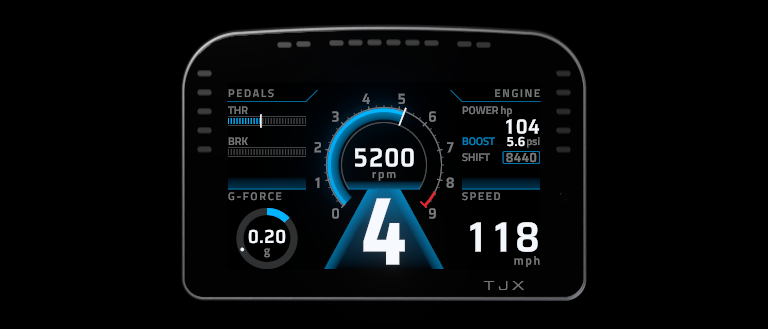 PEDALS
THR
BRK
G-FORCE
0.20
g
0
1
2
3
4
5
6
7
8
9
5200
rpm
4
ENGINE
POWER hp
104
BOOST 5.6 psi
SHIFT 8440
SPEED
118
mph
TJX